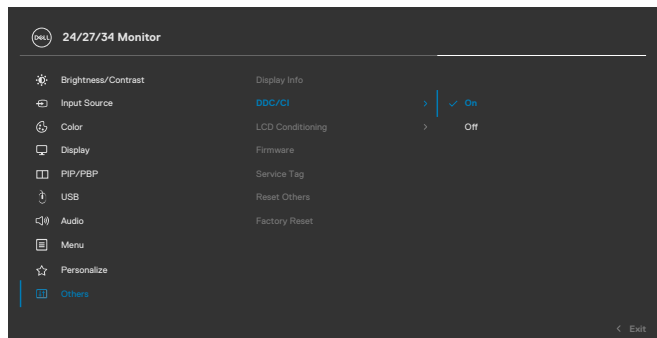 DELL 24/27/34 Monitor
Brightness/Contrast Display Info
Input Source DDC/CI > ✓ On
Color LCD Conditioning > Off
Display Firmware
PIP/PBP Service Tag
USB Reset Others
Audio Factory Reset
Menu
Personalize
Others
< Exit